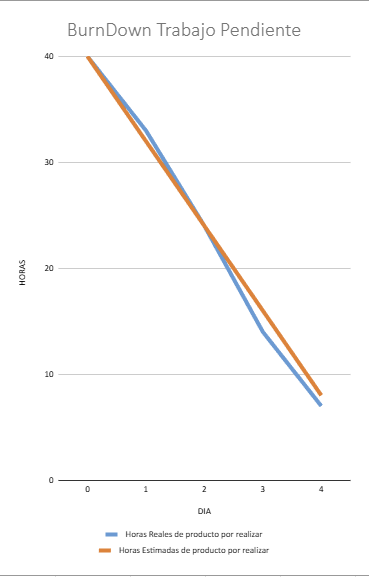 BurnDown Trabajo Pendiente
40
30
20
10
0
HORAS
0 1 2 3 4
DIA
Horas Reales de producto por realizar
Horas Estimadas de producto por realizar